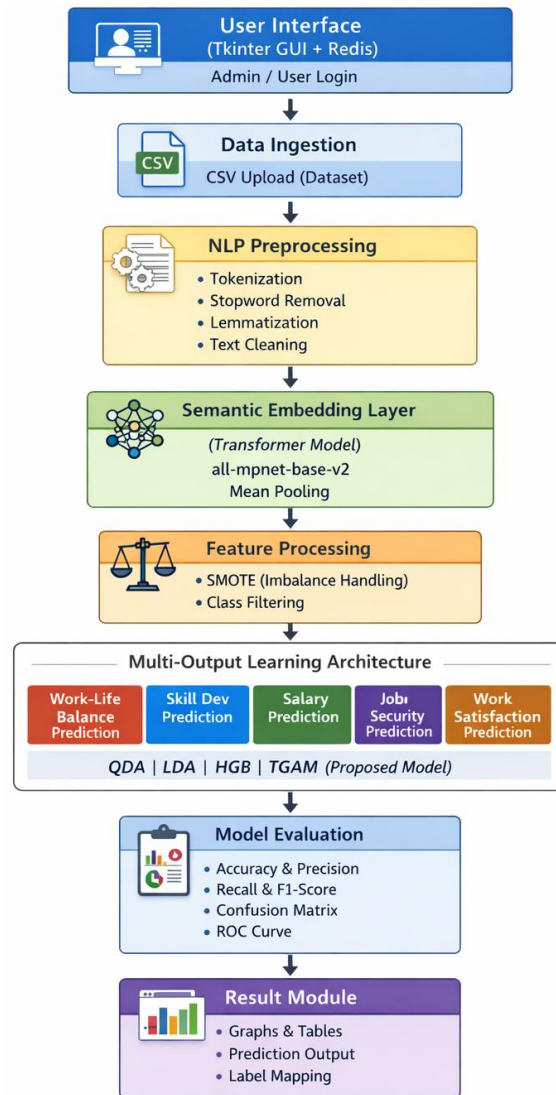 User Interface
(Tkinter GUI + Redis)
Admin / User Login
Data Ingestion
CSV
CSV Upload (Dataset)
NLP Preprocessing
• Tokenization
• Stopword Removal
• Lemmatization
• Text Cleaning
Semantic Embedding Layer
(Transformer Model)
all-mpnet-base-v2
Mean Pooling
Feature Processing
• SMOTE (Imbalance Handling)
• Class Filtering
Multi-Output Learning Architecture
Work-Life
Balance
Prediction
Skill Dev
Prediction
Salary
Prediction
Job
Security
Prediction
Work
Satisfaction
Prediction
QDA | LDA | HGB | TGAM (Proposed Model)
Model Evaluation
• Accuracy & Precision
• Recall & F1-Score
• Confusion Matrix
• ROC Curve
Result Module
• Graphs & Tables
• Prediction Output
• Label Mapping